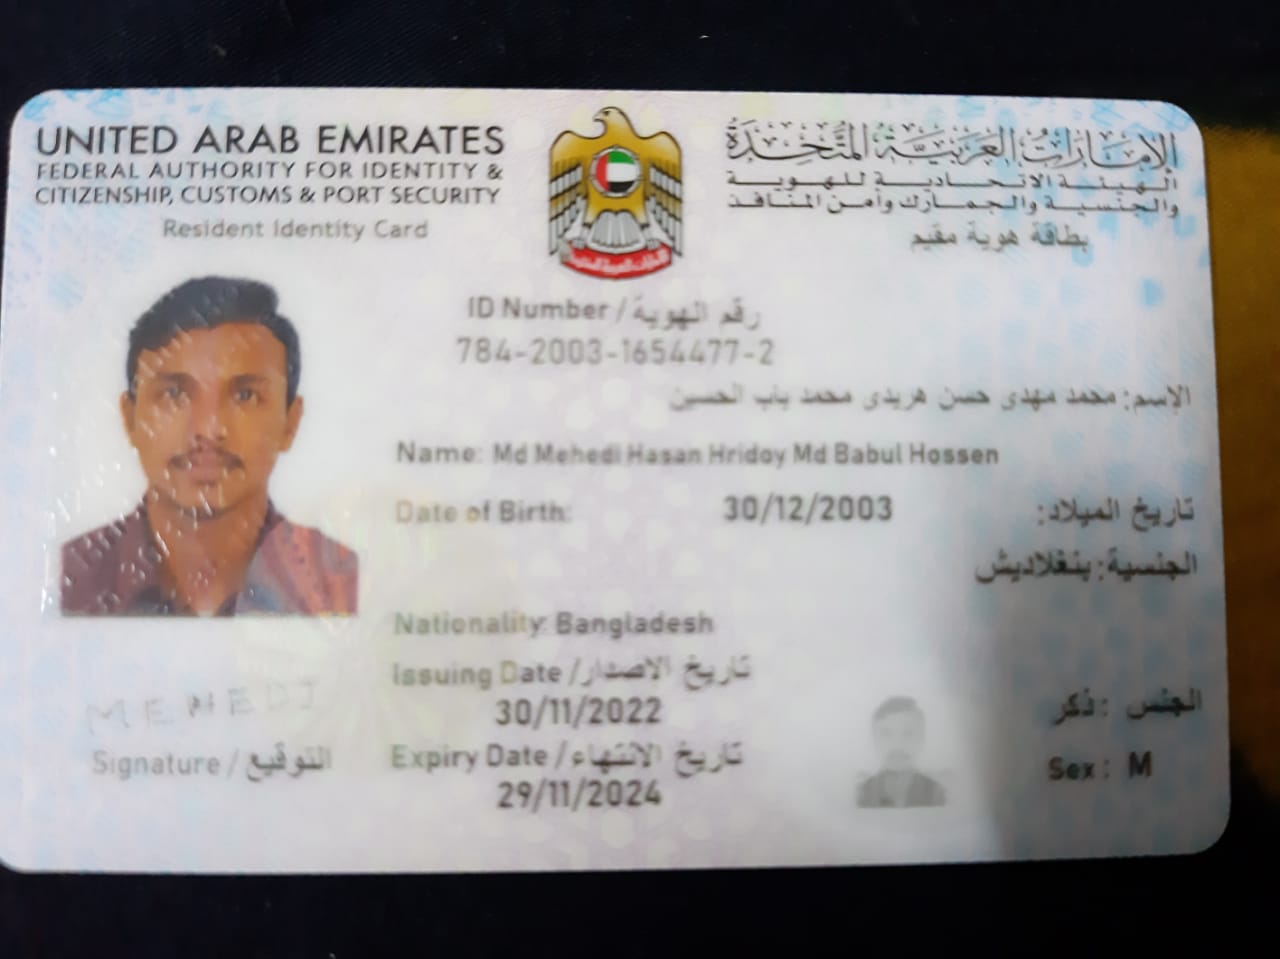 UNITED ARAB EMIRATES
FEDERAL AUTHORITY FOR IDENTITY &
CITIZENSHIP, CUSTOMS & PORT SECURITY
Resident Identity Card
الإمارات العربية المتحدة
الهيئة الاتحادية للهوية
والجنسية والجمارك وأمن المنافذ
بطاقة هوية مقيم
ID Number / رقم الهوية
784-2003-1654477-2
الاسم: محمد مهدى حسن هريدى محمد باب الحسين
Name: Md Mehedi Hasan Hridoy Md Babul Hossen
Date of Birth: 30/12/2003 تاريخ الميلاد:
الجنسية: بنغلاديش
Nationality: Bangladesh
Issuing Date / تاريخ الاصدار
30/11/2022
Expiry Date / تاريخ الانتهاء
29/11/2024
الجنس : ذكر
Sex : M
MEHEDI
Signature / التوقيع